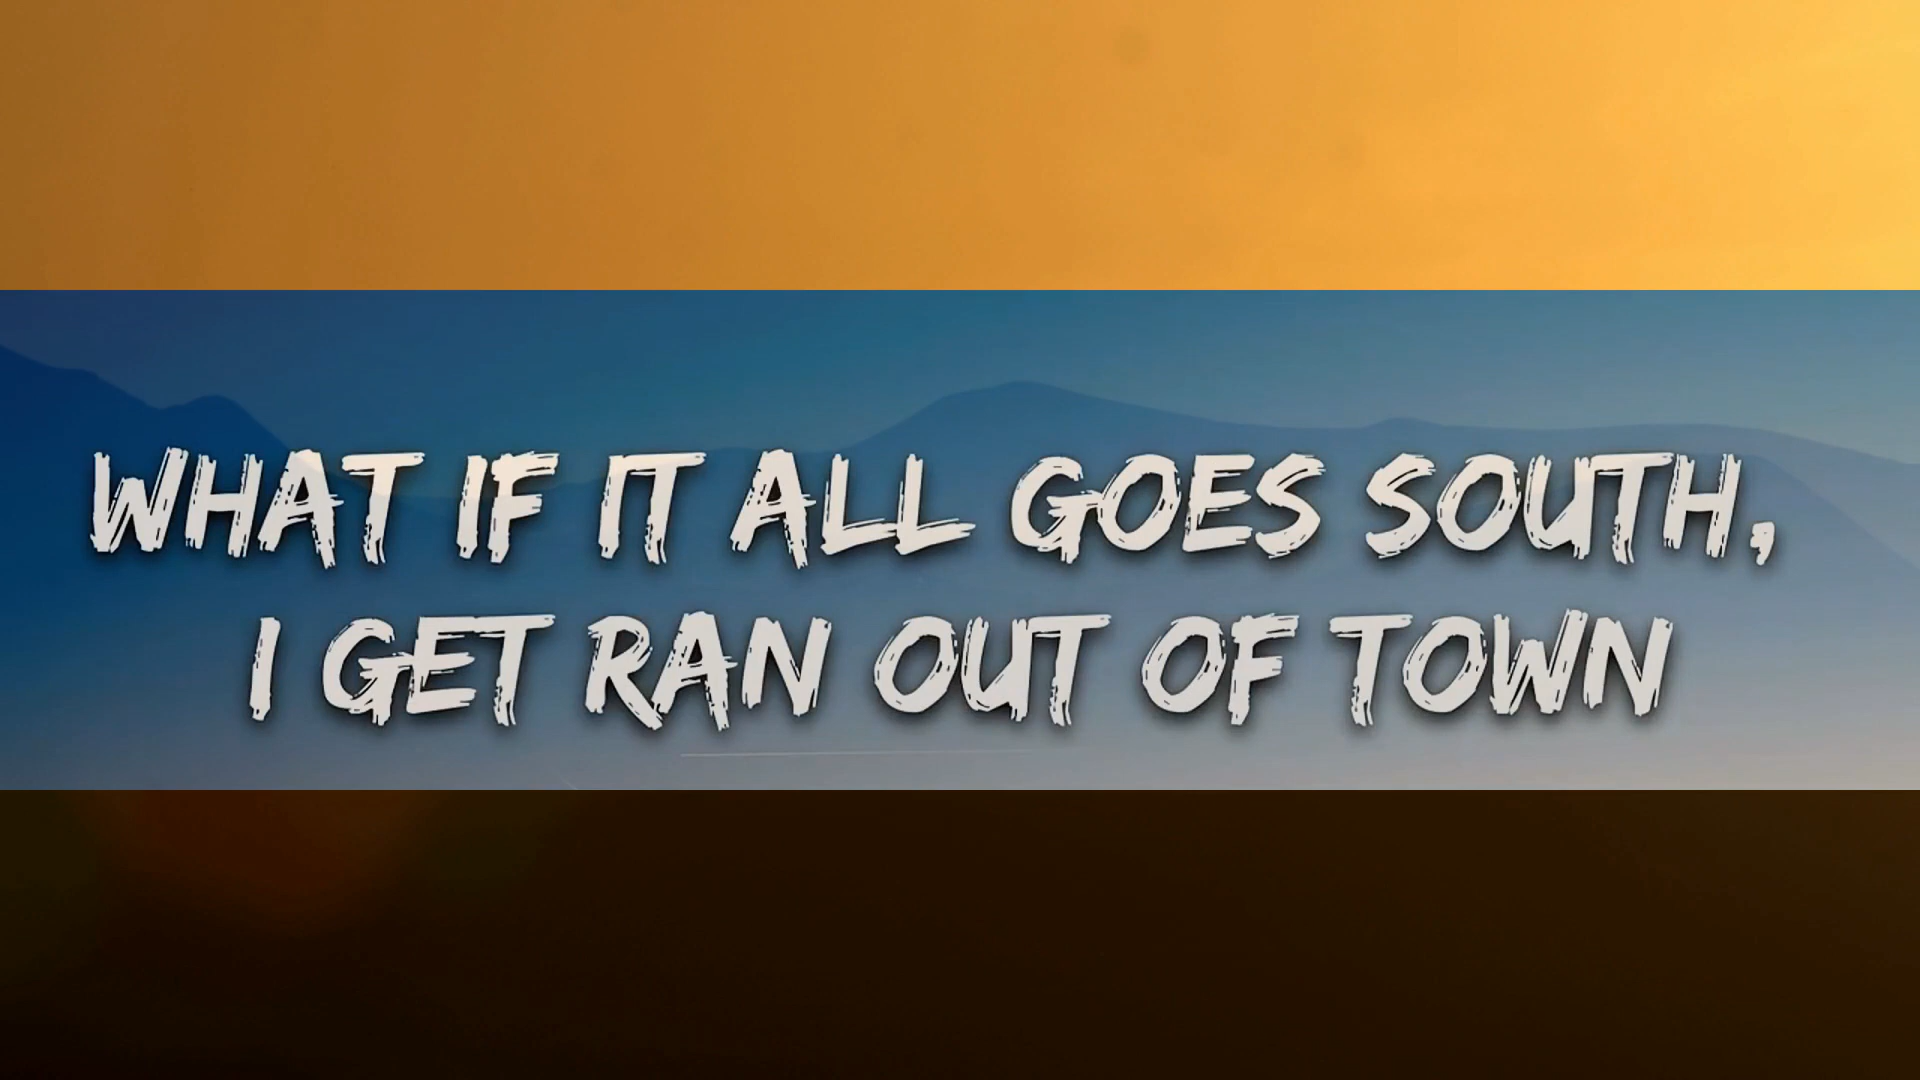 WHAT IF IT ALL GOES SOUTH,
I GET RAN OUT OF TOWN